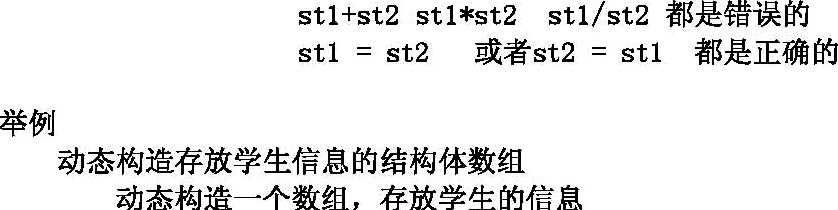 st1+st2 st1*st2 st1/st2 都是错误的
st1 = st2 或者st2 = st1 都是正确的
举例
动态构造存放学生信息的结构体数组
动态构造一个数组，存放学生的信息